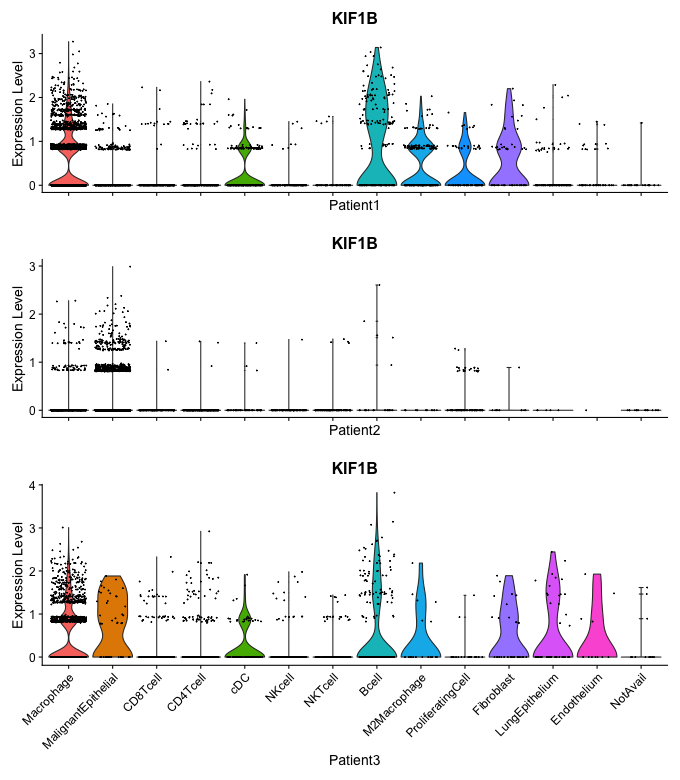 KIF1B
Expression Level
3
2
1
0
Patient1
KIF1B
Expression Level
3
2
1
0
Patient2
KIF1B
Expression Level
4
3
2
1
0
Macrophage
MalignantEpithelial
CD8Tcell
CD4Tcell
cDC
NKcell
NKTcell
Bcell
M2Macrophage
ProliferatingCell
Fibroblast
LungEpithelium
Endothelium
NotAvail
Patient3